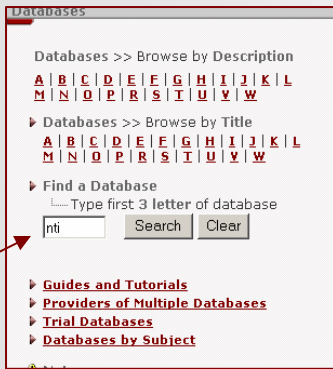 Databases
Databases >> Browse by Description
A | B | C | D | E | F | G | H | I | J | K | L
M | N | O | P | R | S | T | U | V | W
Databases >> Browse by Title
A | B | C | D | E | F | G | H | I | J | K | L
M | N | O | P | R | S | T | U | V | W
Find a Database
Type first 3 letter of database
nti Search Clear
Guides and Tutorials
Providers of Multiple Databases
Trial Databases
Databases by Subject